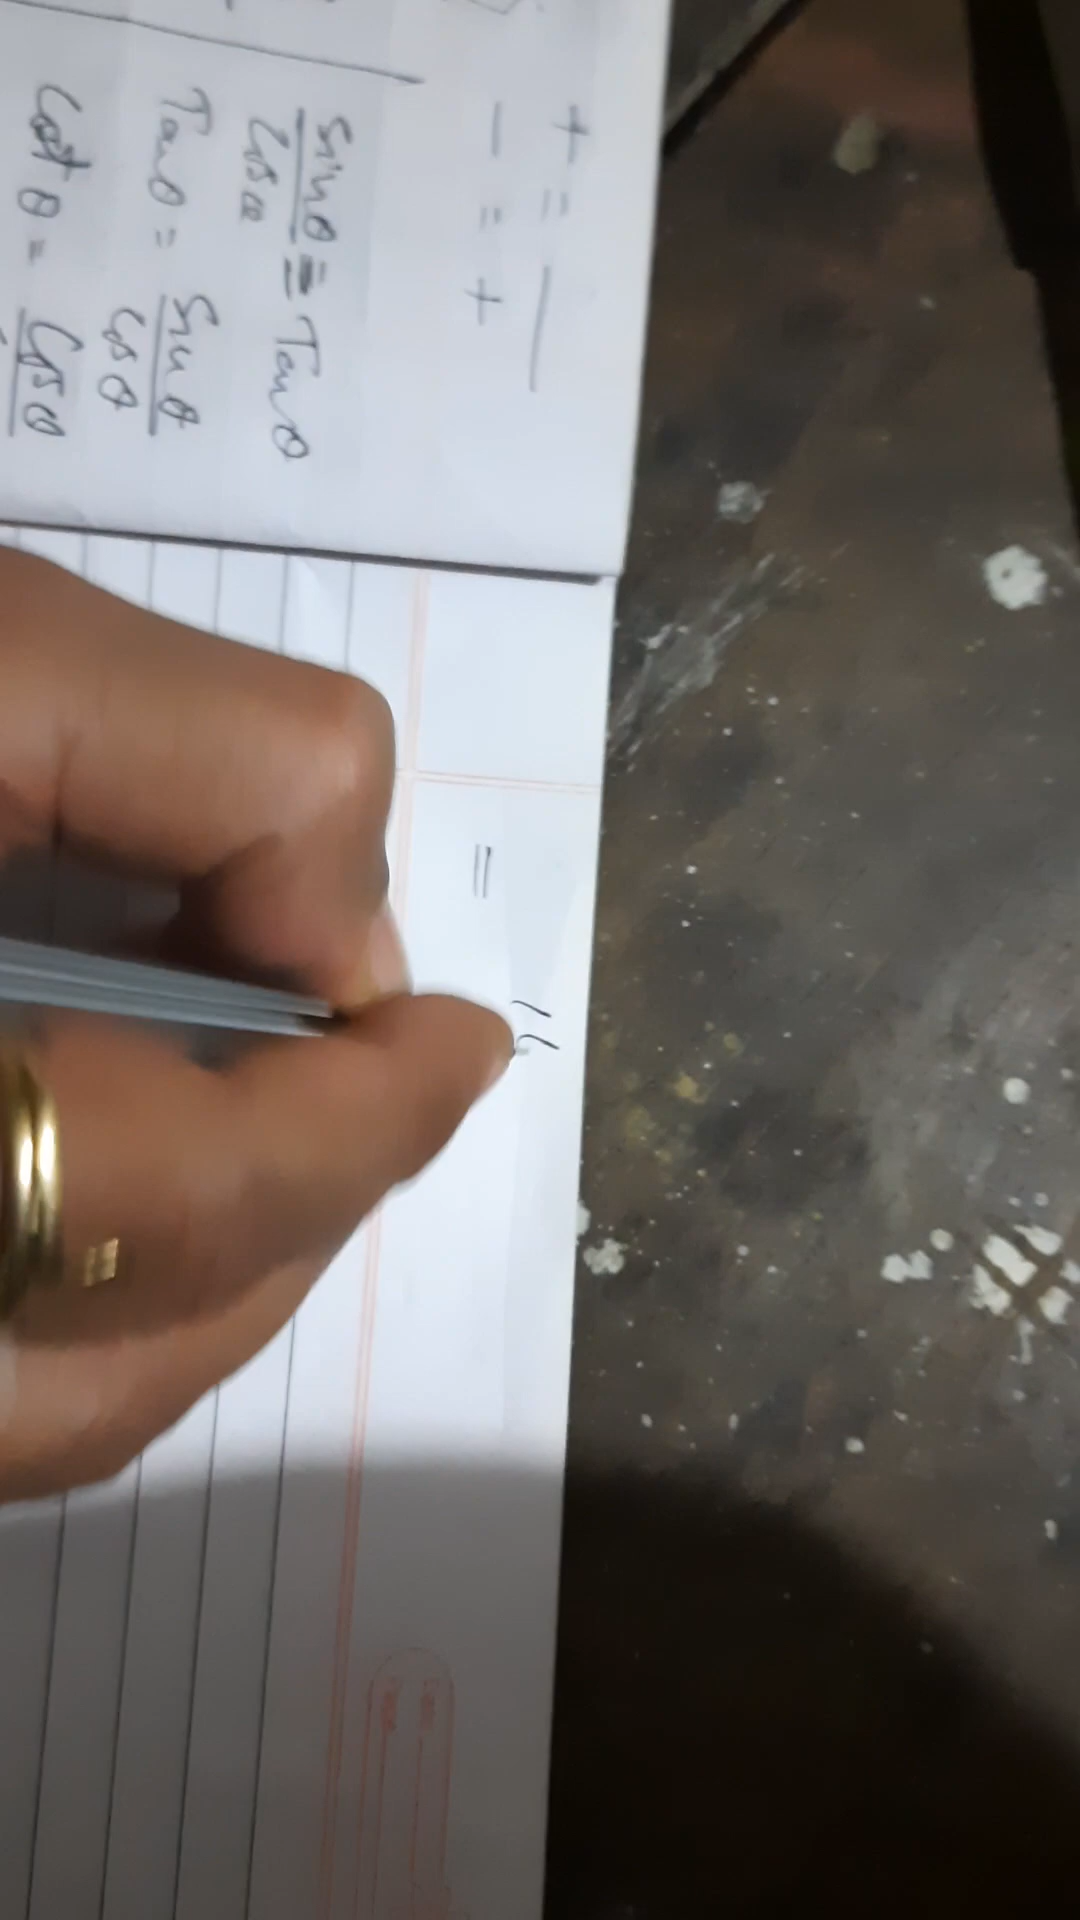 + = —
- = +
Sinθ = Tanθ
Cosθ
Tanθ = Sinθ
Cosθ
Cotθ = Cosθ
=